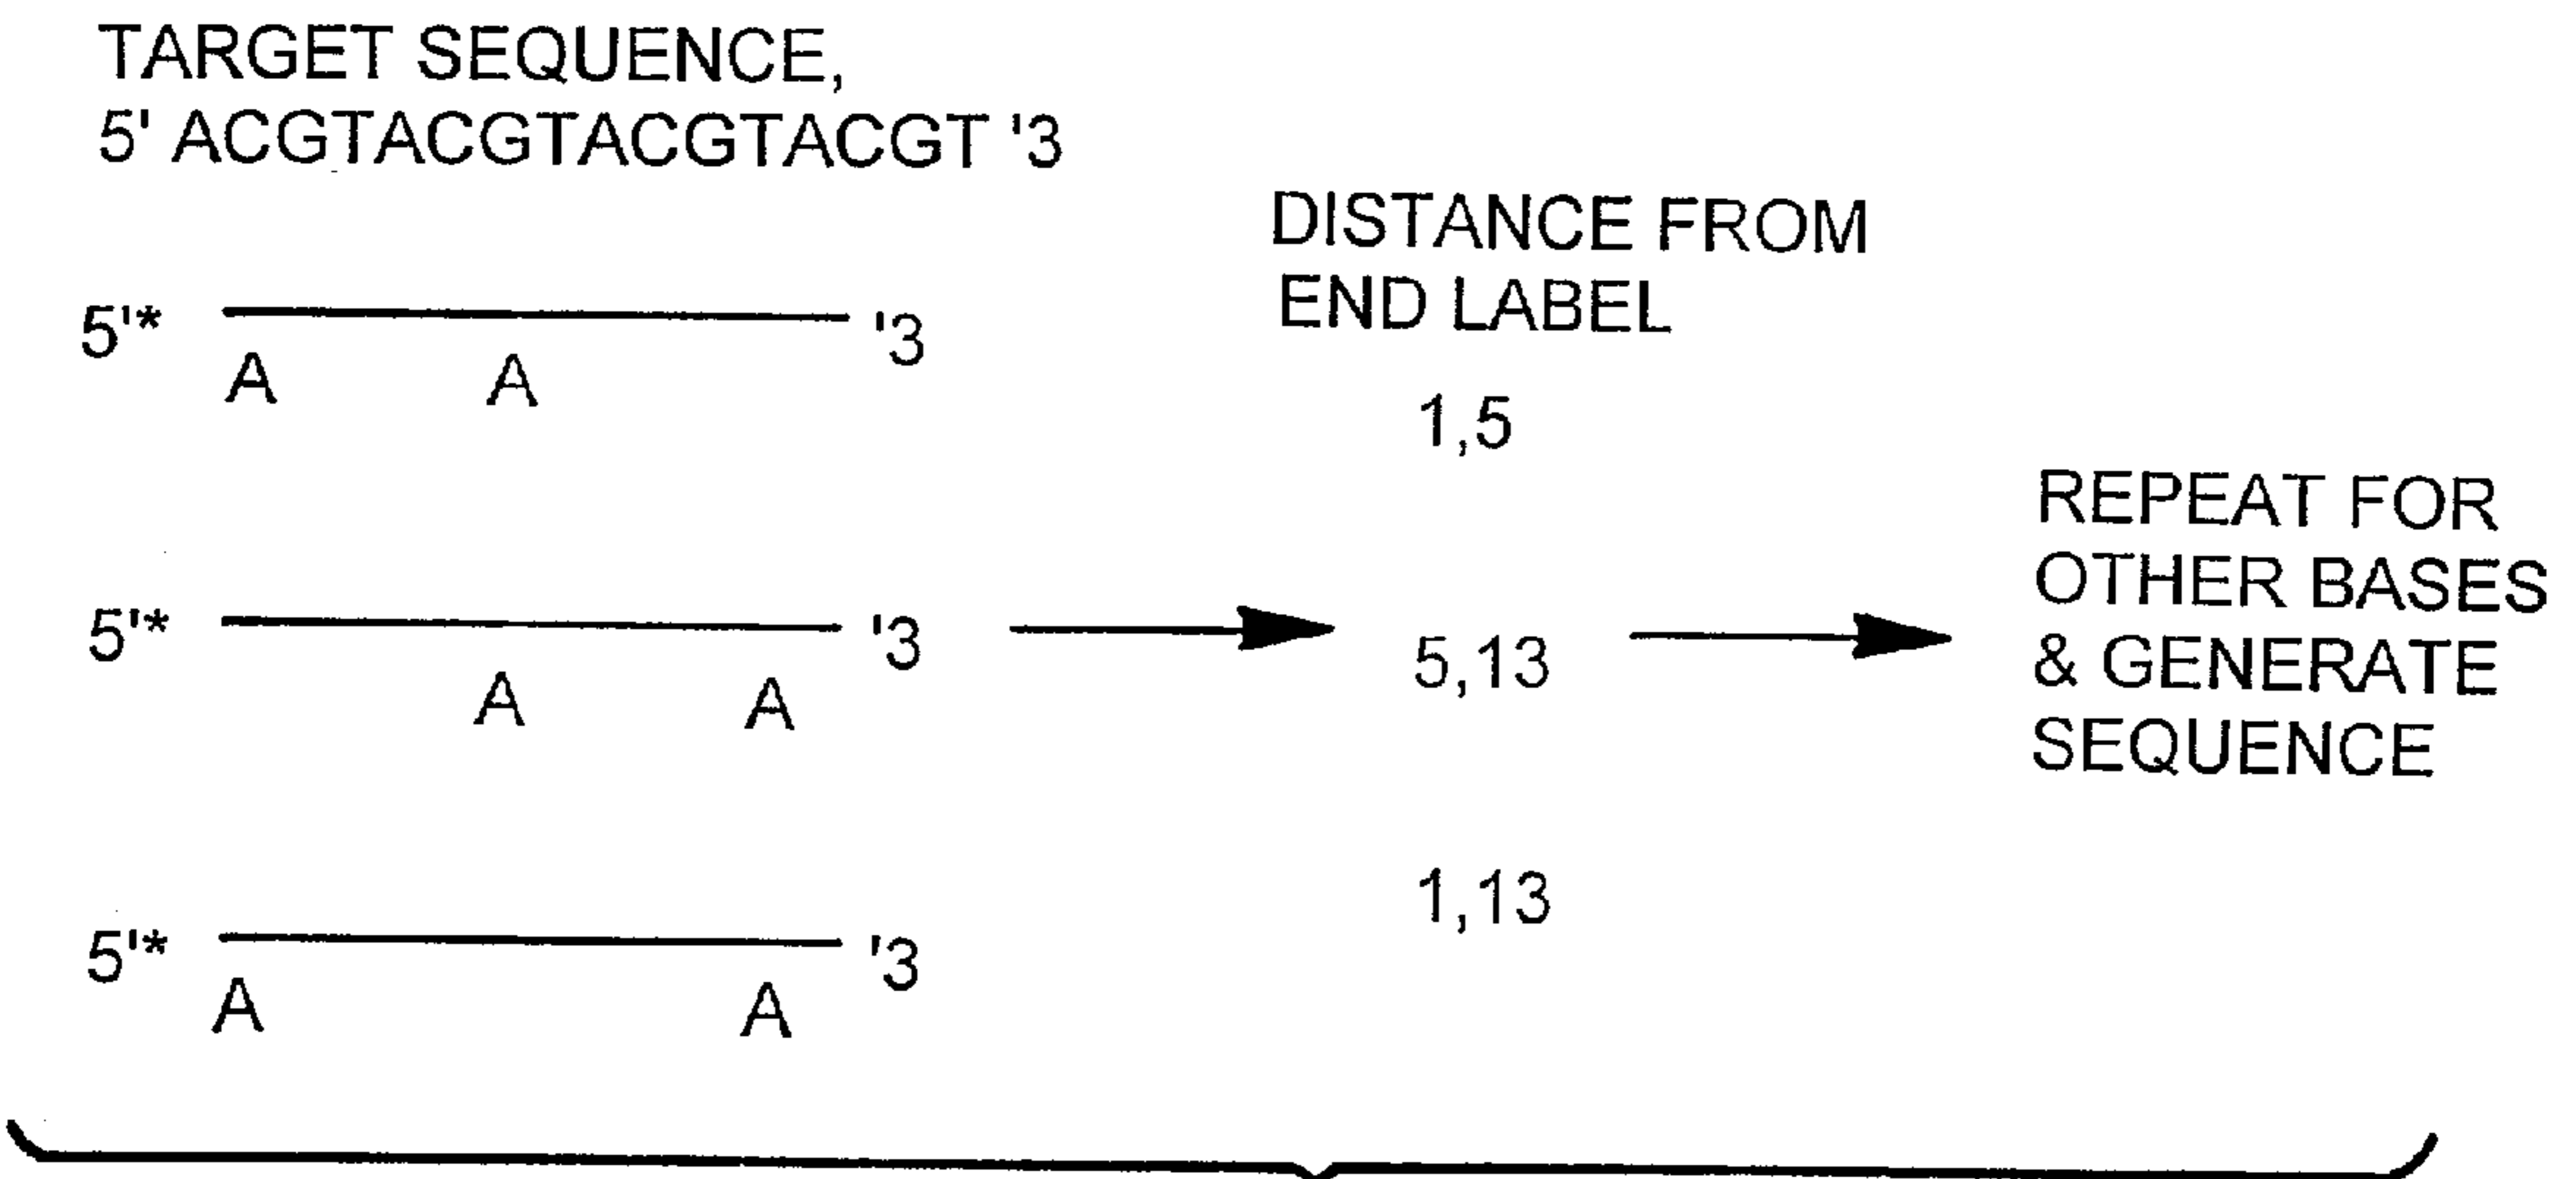 TARGET SEQUENCE,
5' ACGTACGTACGTACGT '3
DISTANCE FROM
END LABEL
5'* '3
A A
1,5
5'* '3
A A
5,13
REPEAT FOR
OTHER BASES
& GENERATE
SEQUENCE
5'* '3
A A
1,13